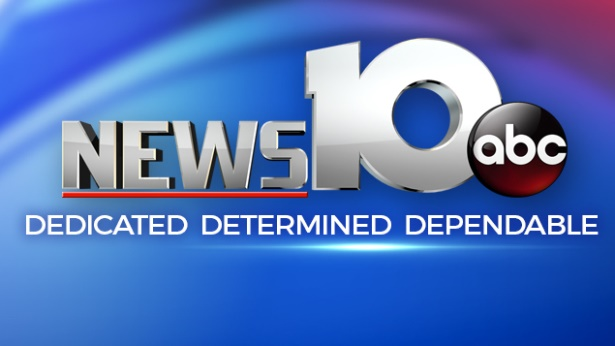 NEWS10 abc
DEDICATED DETERMINED DEPENDABLE